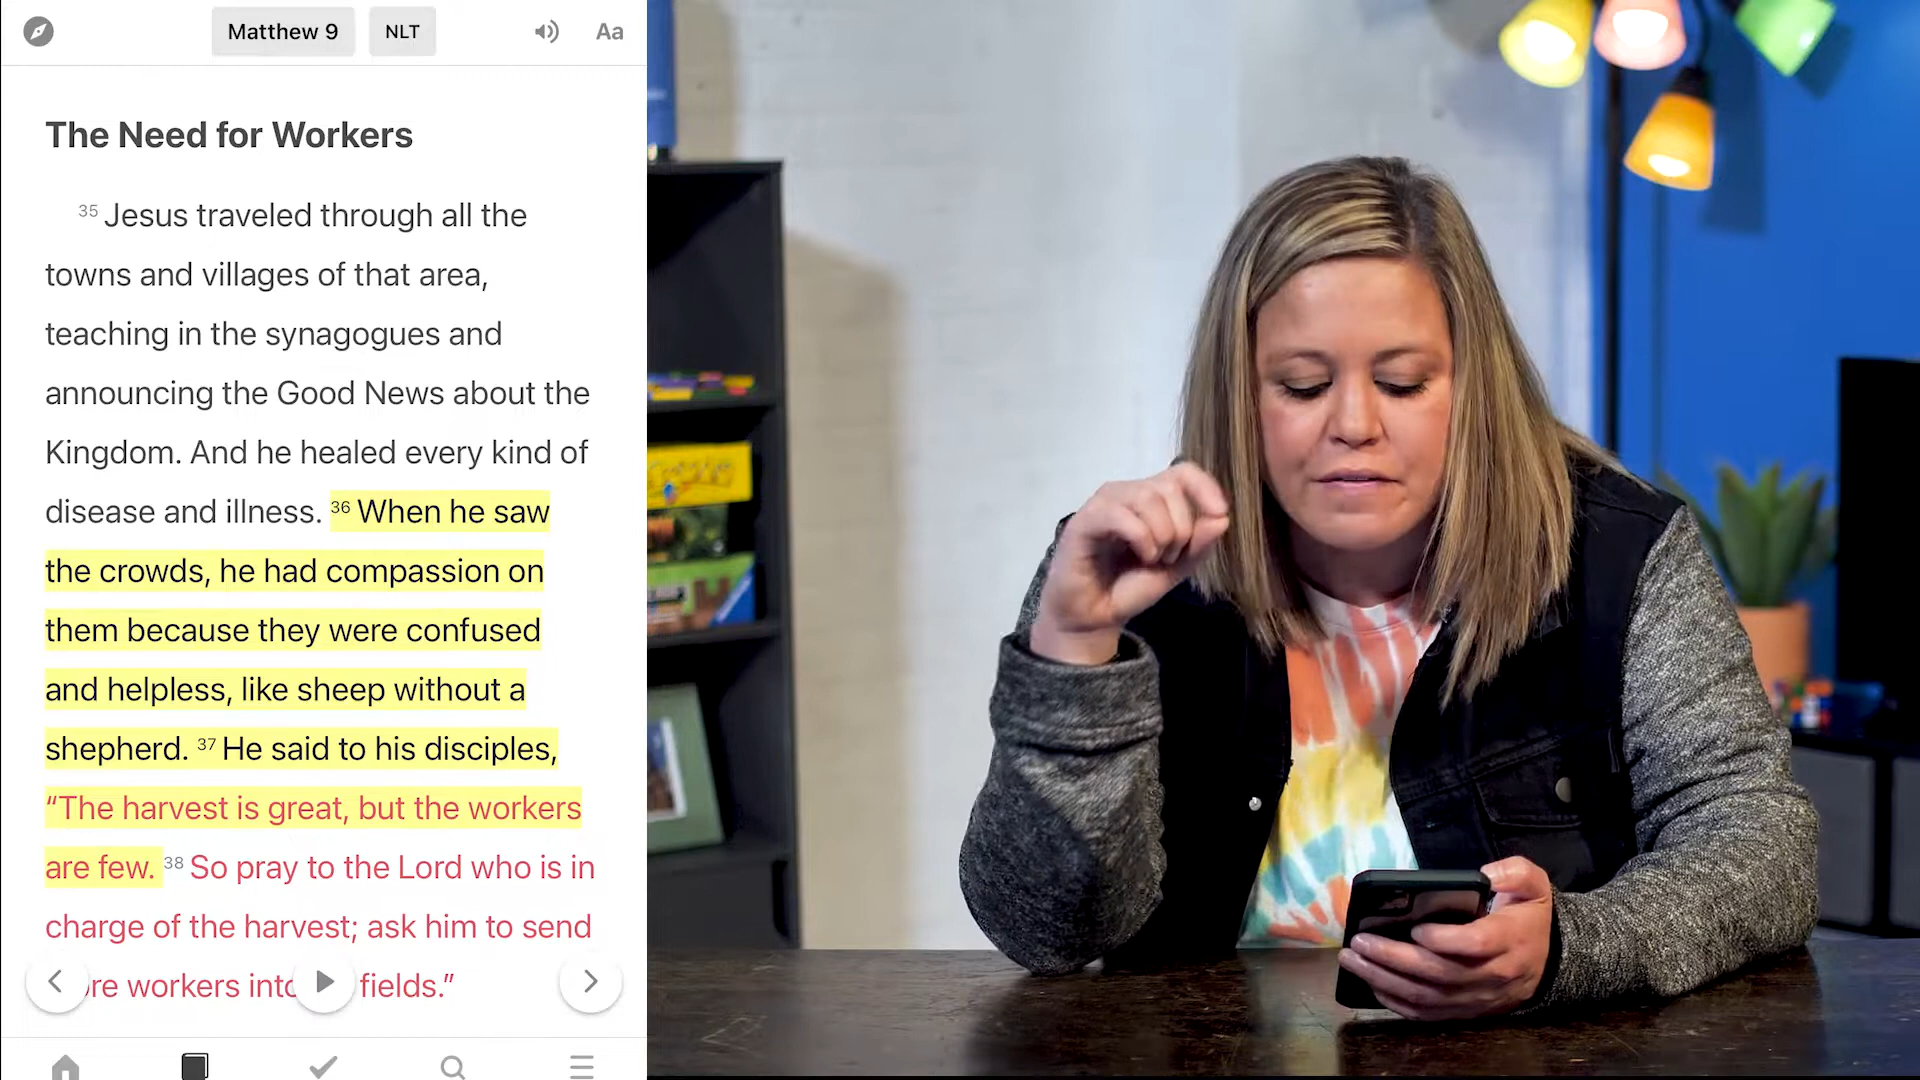 Matthew 9 NLT Aa
The Need for Workers
35 Jesus traveled through all the
towns and villages of that area,
teaching in the synagogues and
announcing the Good News about the
Kingdom. And he healed every kind of
disease and illness. 36 When he saw
the crowds, he had compassion on
them because they were confused
and helpless, like sheep without a
shepherd. 37 He said to his disciples,
“The harvest is great, but the workers
are few. 38 So pray to the Lord who is in
charge of the harvest; ask him to send
workers fields.”